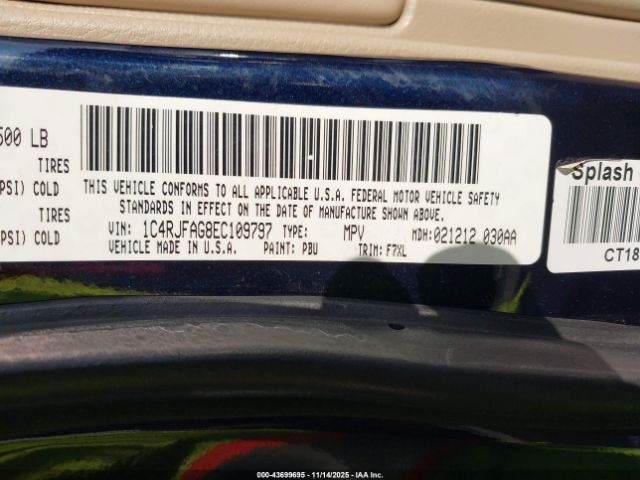 500 LB
TIRES
PSI) COLD
TIRES
PSI) COLD
THIS VEHICLE CONFORMS TO ALL APPLICABLE U.S.A. FEDERAL MOTOR VEHICLE SAFETY
STANDARDS IN EFFECT ON THE DATE OF MANUFACTURE SHOWN ABOVE.
VIN: 1C4RJFAG8EC109797 TYPE: MPV MDH: 021212 030AA
VEHICLE MADE IN U.S.A. PAINT: PBU TRIM: F7XL
Splash
CT18
000-43699695 - 11/14/2025 - IAA Inc.